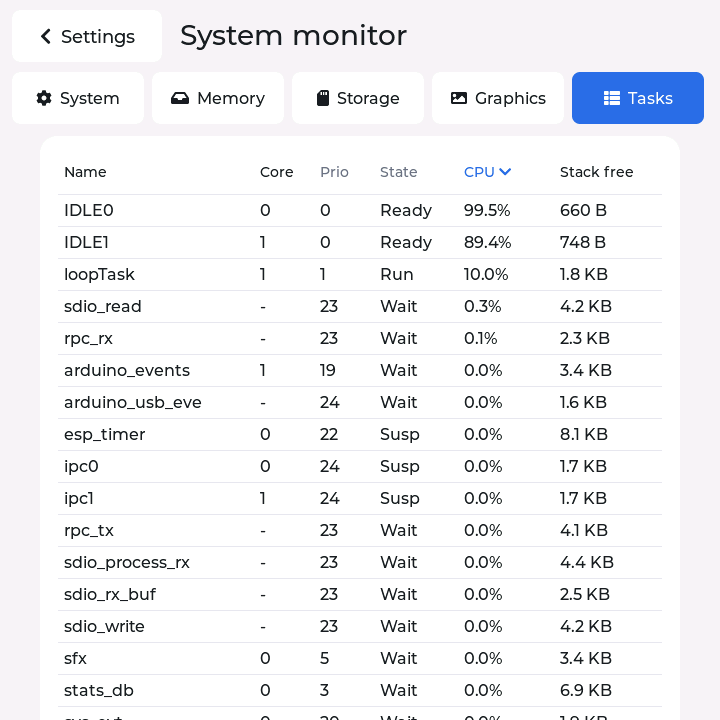 Settings System monitor
System Memory Storage Graphics Tasks
Name Core Prio State CPU Stack free
IDLE0 0 0 Ready 99.5% 660 B
IDLE1 1 0 Ready 89.4% 748 B
loopTask 1 1 Run 10.0% 1.8 KB
sdio_read - 23 Wait 0.3% 4.2 KB
rpc_rx - 23 Wait 0.1% 2.3 KB
arduino_events 1 19 Wait 0.0% 3.4 KB
arduino_usb_eve - 24 Wait 0.0% 1.6 KB
esp_timer 0 22 Susp 0.0% 8.1 KB
ipc0 0 24 Susp 0.0% 1.7 KB
ipc1 1 24 Susp 0.0% 1.7 KB
rpc_tx - 23 Wait 0.0% 4.1 KB
sdio_process_rx - 23 Wait 0.0% 4.4 KB
sdio_rx_buf - 23 Wait 0.0% 2.5 KB
sdio_write - 23 Wait 0.0% 4.2 KB
sfx 0 5 Wait 0.0% 3.4 KB
stats_db 0 3 Wait 0.0% 6.9 KB